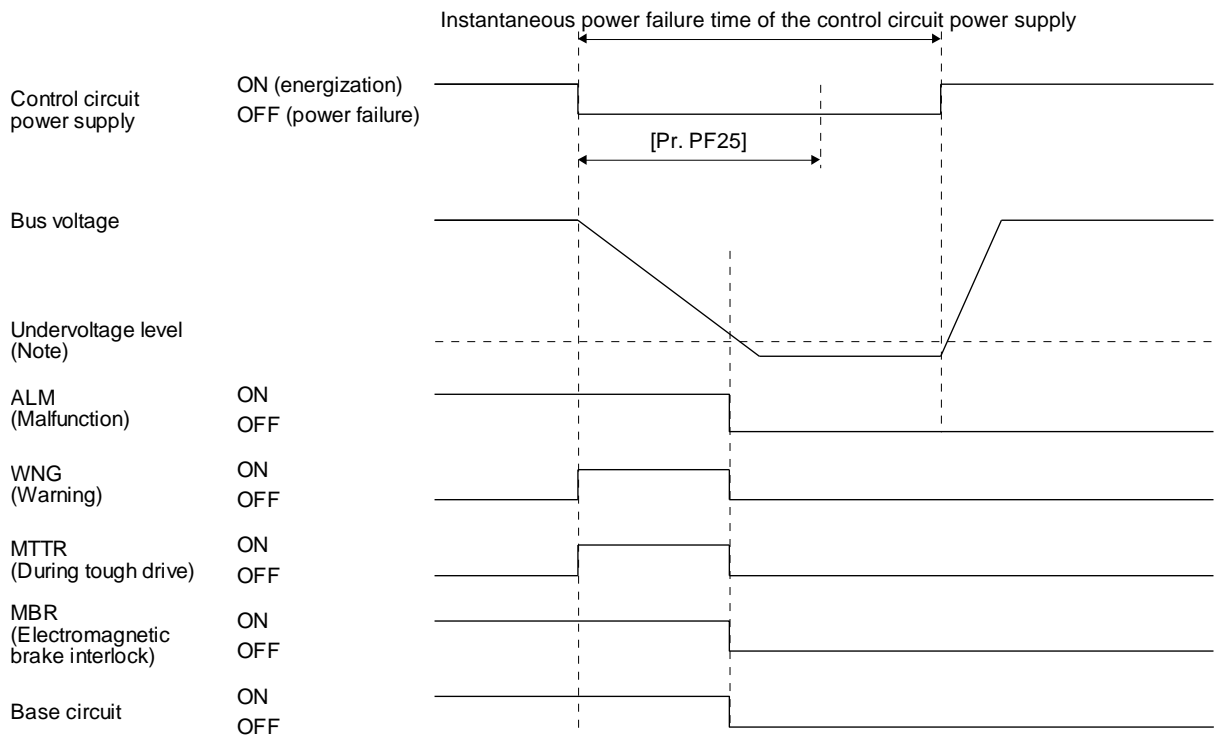 Instantaneous power failure time of the control circuit power supply
Control circuit
power supply
ON (energization)
OFF (power failure)
[Pr. PF25]
Bus voltage
Undervoltage level
(Note)
ALM
(Malfunction)
ON
OFF
WNG
(Warning)
ON
OFF
MTTR
(During tough drive)
ON
OFF
MBR
(Electromagnetic
brake interlock)
ON
OFF
Base circuit
ON
OFF